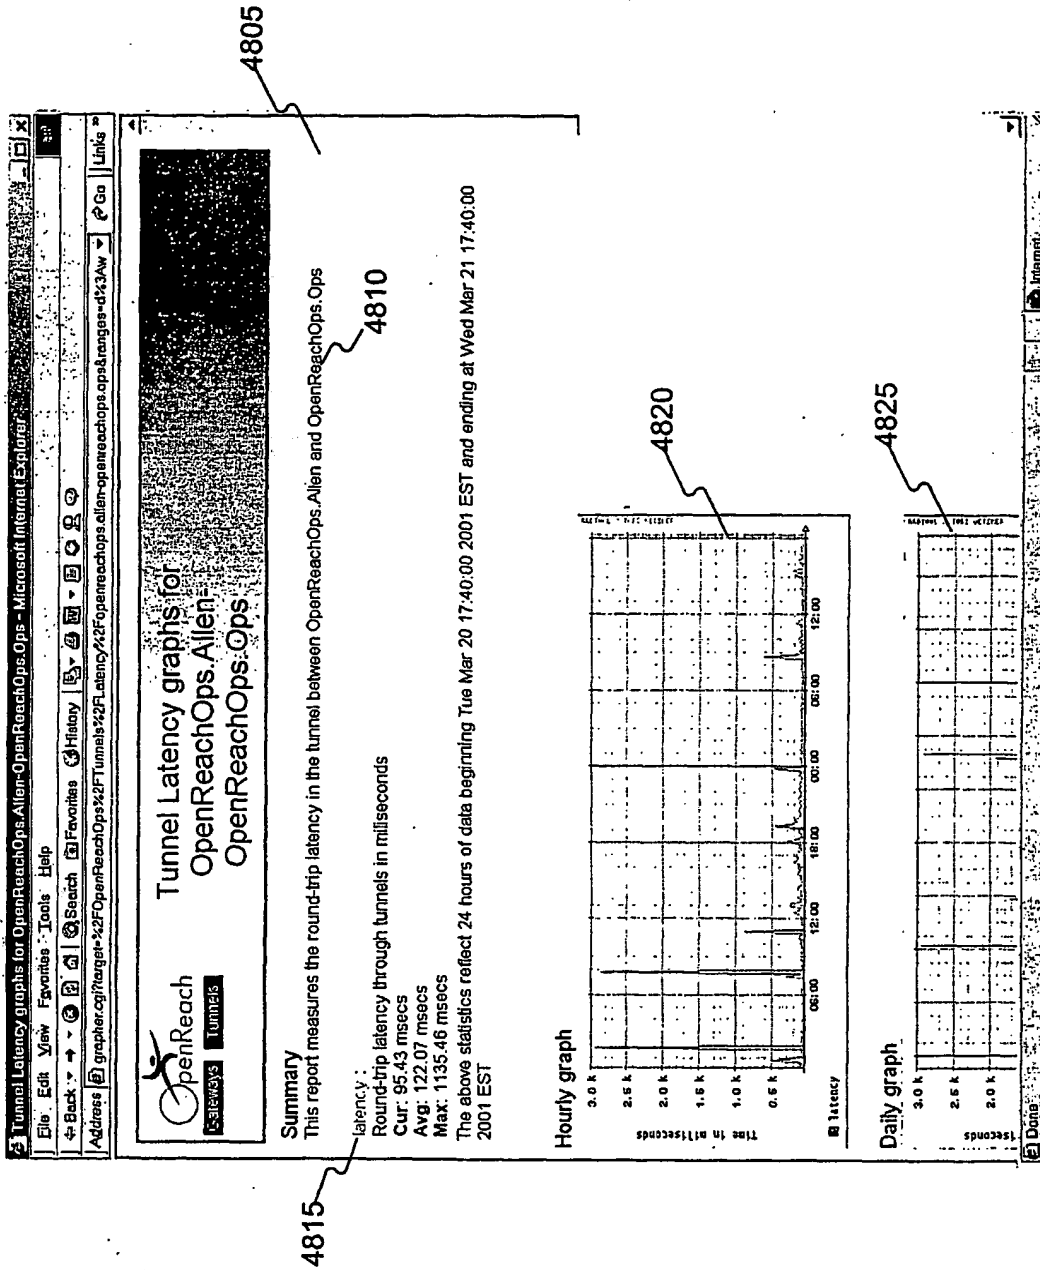 Tunnel Latency graphs for OpenReachOps.Allen-OpenReachOps.Ops - Microsoft Internet Explorer
File Edit View Favorites Tools Help
Back Search Favorites History
Address grapher.cgi?target=%2FOpenReachOps%2FTunnels%2FLatency%2Fopenreachops.allen-openreachops.ops&ranges=d%3Aw Go Links »
OpenReach
Gateways Tunnels
Tunnel Latency graphs for
OpenReachOps.Allen-
OpenReachOps.Ops
4805
Summary
This report measures the round-trip latency in the tunnel between OpenReachOps.Allen and OpenReachOps.Ops
4810
4815
latency :
Round-trip latency through tunnels in milliseconds
Cur: 95.43 msecs
Avg: 122.07 msecs
Max: 1135.46 msecs
The above statistics reflect 24 hours of data beginning Tue Mar 20 17:40:00 2001 EST and ending at Wed Mar 21 17:40:00
2001 EST
Hourly graph
4820
Time in milliseconds
3.0 k
2.5 k
2.0 k
1.5 k
1.0 k
0.5 k
06:00 12:00 18:00 00:00 06:00 12:00
latency
Daily graph
4825
iseconds
3.0 k
2.5 k
2.0 k
Done Internet